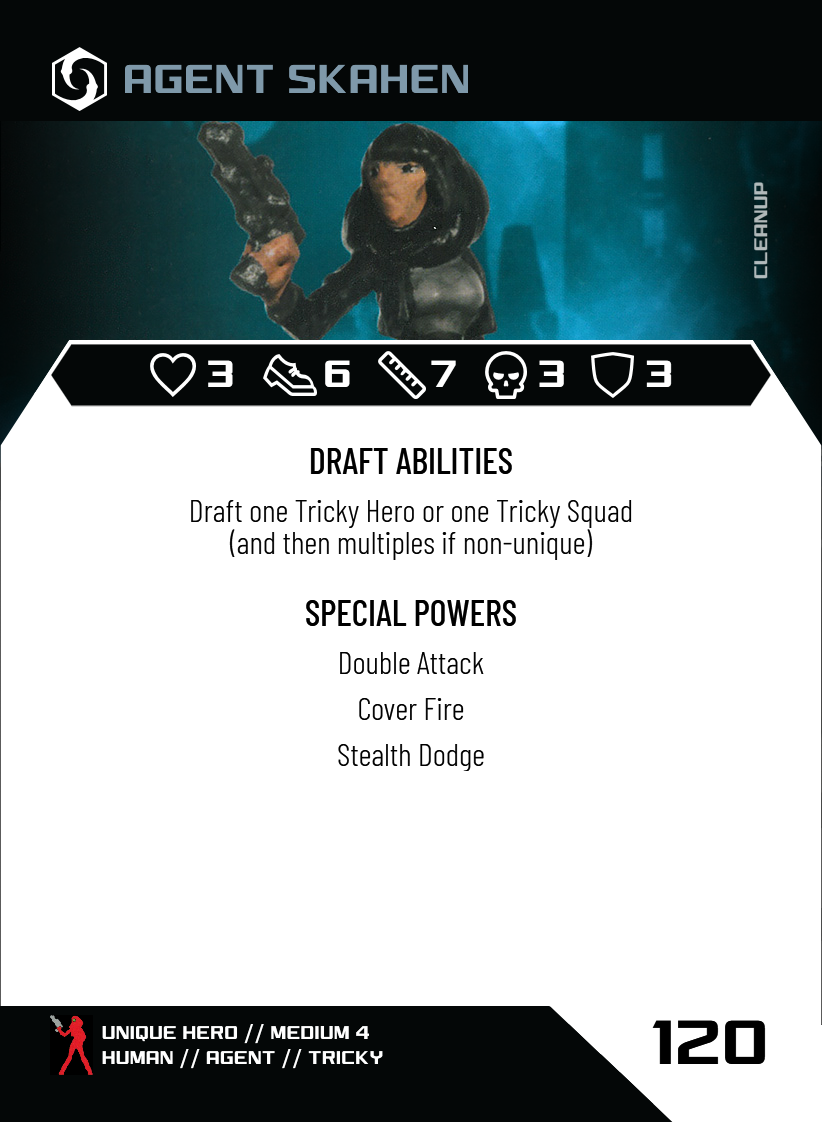 AGENT SKAHEN
CLEANUP
3 6 7 3 3
DRAFT ABILITIES
Draft one Tricky Hero or one Tricky Squad
(and then multiples if non-unique)
SPECIAL POWERS
Double Attack
Cover Fire
Stealth Dodge
UNIQUE HERO // MEDIUM 4
HUMAN // AGENT // TRICKY
120